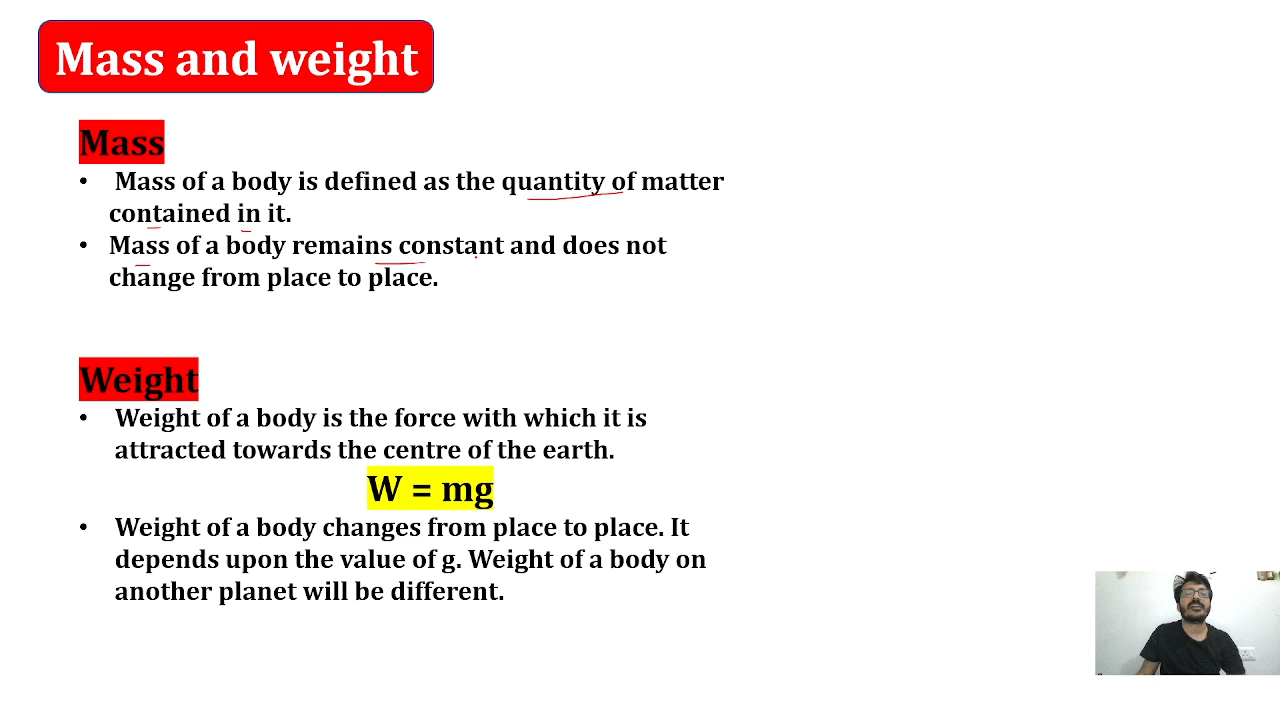 Mass and weight
Mass
• Mass of a body is defined as the quantity of matter
contained in it.
• Mass of a body remains constant and does not
change from place to place.
Weight
• Weight of a body is the force with which it is
attracted towards the centre of the earth.
W = mg
• Weight of a body changes from place to place. It
depends upon the value of g. Weight of a body on
another planet will be different.